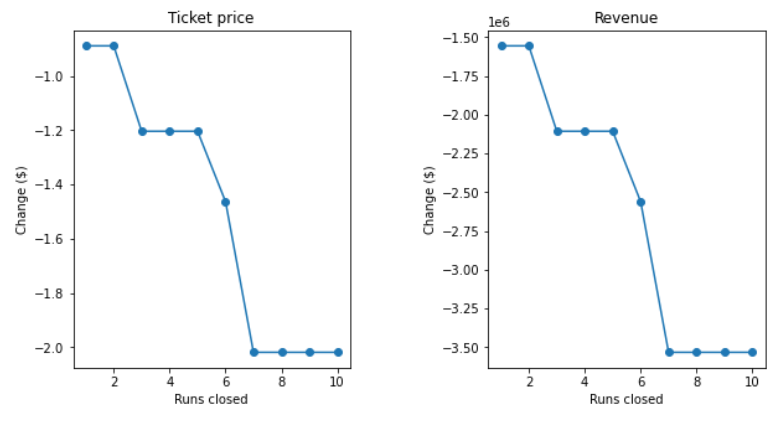 Ticket price
Change ($)
−1.0
−1.2
−1.4
−1.6
−1.8
−2.0
2 4 6 8 10
Runs closed
1e6
Revenue
Change ($)
−1.50
−1.75
−2.00
−2.25
−2.50
−2.75
−3.00
−3.25
−3.50
2 4 6 8 10
Runs closed